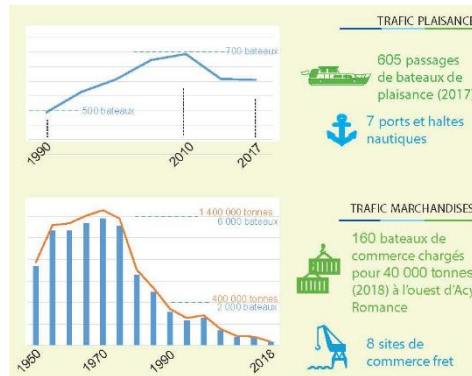 TRAFIC PLAISANCE
700 bateaux
500 bateaux
1990
2010
2017
605 passages
de bateaux de
plaisance (2017)
7 ports et haltes
nautiques
TRAFIC MARCHANDISES
1 400 000 tonnes
6 000 bateaux
400 000 tonnes
2 000 bateaux
1950
1970
1990
2018
160 bateaux de
commerce chargés
pour 40 000 tonnes
(2018) à l'ouest d'Acy
Romance
8 sites de
commerce fret